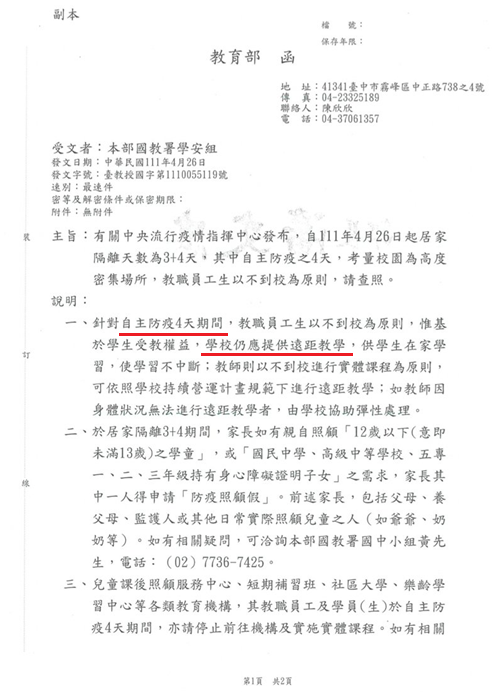 副本
檔　　號：
保存年限：
教育部　函
地　址：41341臺中市霧峰區中正路738之4號
傳　真：04-23325189
聯絡人：陳欣欣
電　話：04-37061357
受文者：本部國教署學安組
發文日期：中華民國111年4月26日
發文字號：臺教授國字第1110055119號
速別：最速件
密等及解密條件或保密期限：
附件：無附件
主旨：有關中央流行疫情指揮中心發布，自111年4月26日起居家
隔離天數為3+4天，其中自主防疫之4天，考量校園為高度
密集場所，教職員工生以不到校為原則，請查照。
說明：
一、針對自主防疫4天期間，教職員工生以不到校為原則，惟基
於學生受教權益，學校仍應提供遠距教學，供學生在家學
習，使學習不中斷；教師則以不到校進行實體課程為原則，
可依照學校持續營運計畫規範下進行遠距教學；如教師因
身體狀況無法進行遠距教學者，由學校協助彈性處理。
二、於居家隔離3+4期間，家長如有親自照顧「12歲以下(意即
未滿13歲)之學童」，或「國民中學、高級中等學校、五專
一、二、三年級持有身心障礙證明子女」之需求，家長其
中一人得申請「防疫照顧假」。前述家長，包括父母、養
父母、監護人或其他日常實際照顧兒童之人（如爺爺、奶
奶等）。如有相關疑問，可洽詢本部國教署國中小組黃先
生，電話：（02）7736-7425。
三、兒童課後照顧服務中心、短期補習班、社區大學、樂齡學
習中心等各類教育機構，其教職員工及學員(生)於自主防
疫4天期間，亦請停止前往機構及實施實體課程。如有相關
裝
訂
線
第1頁　共2頁